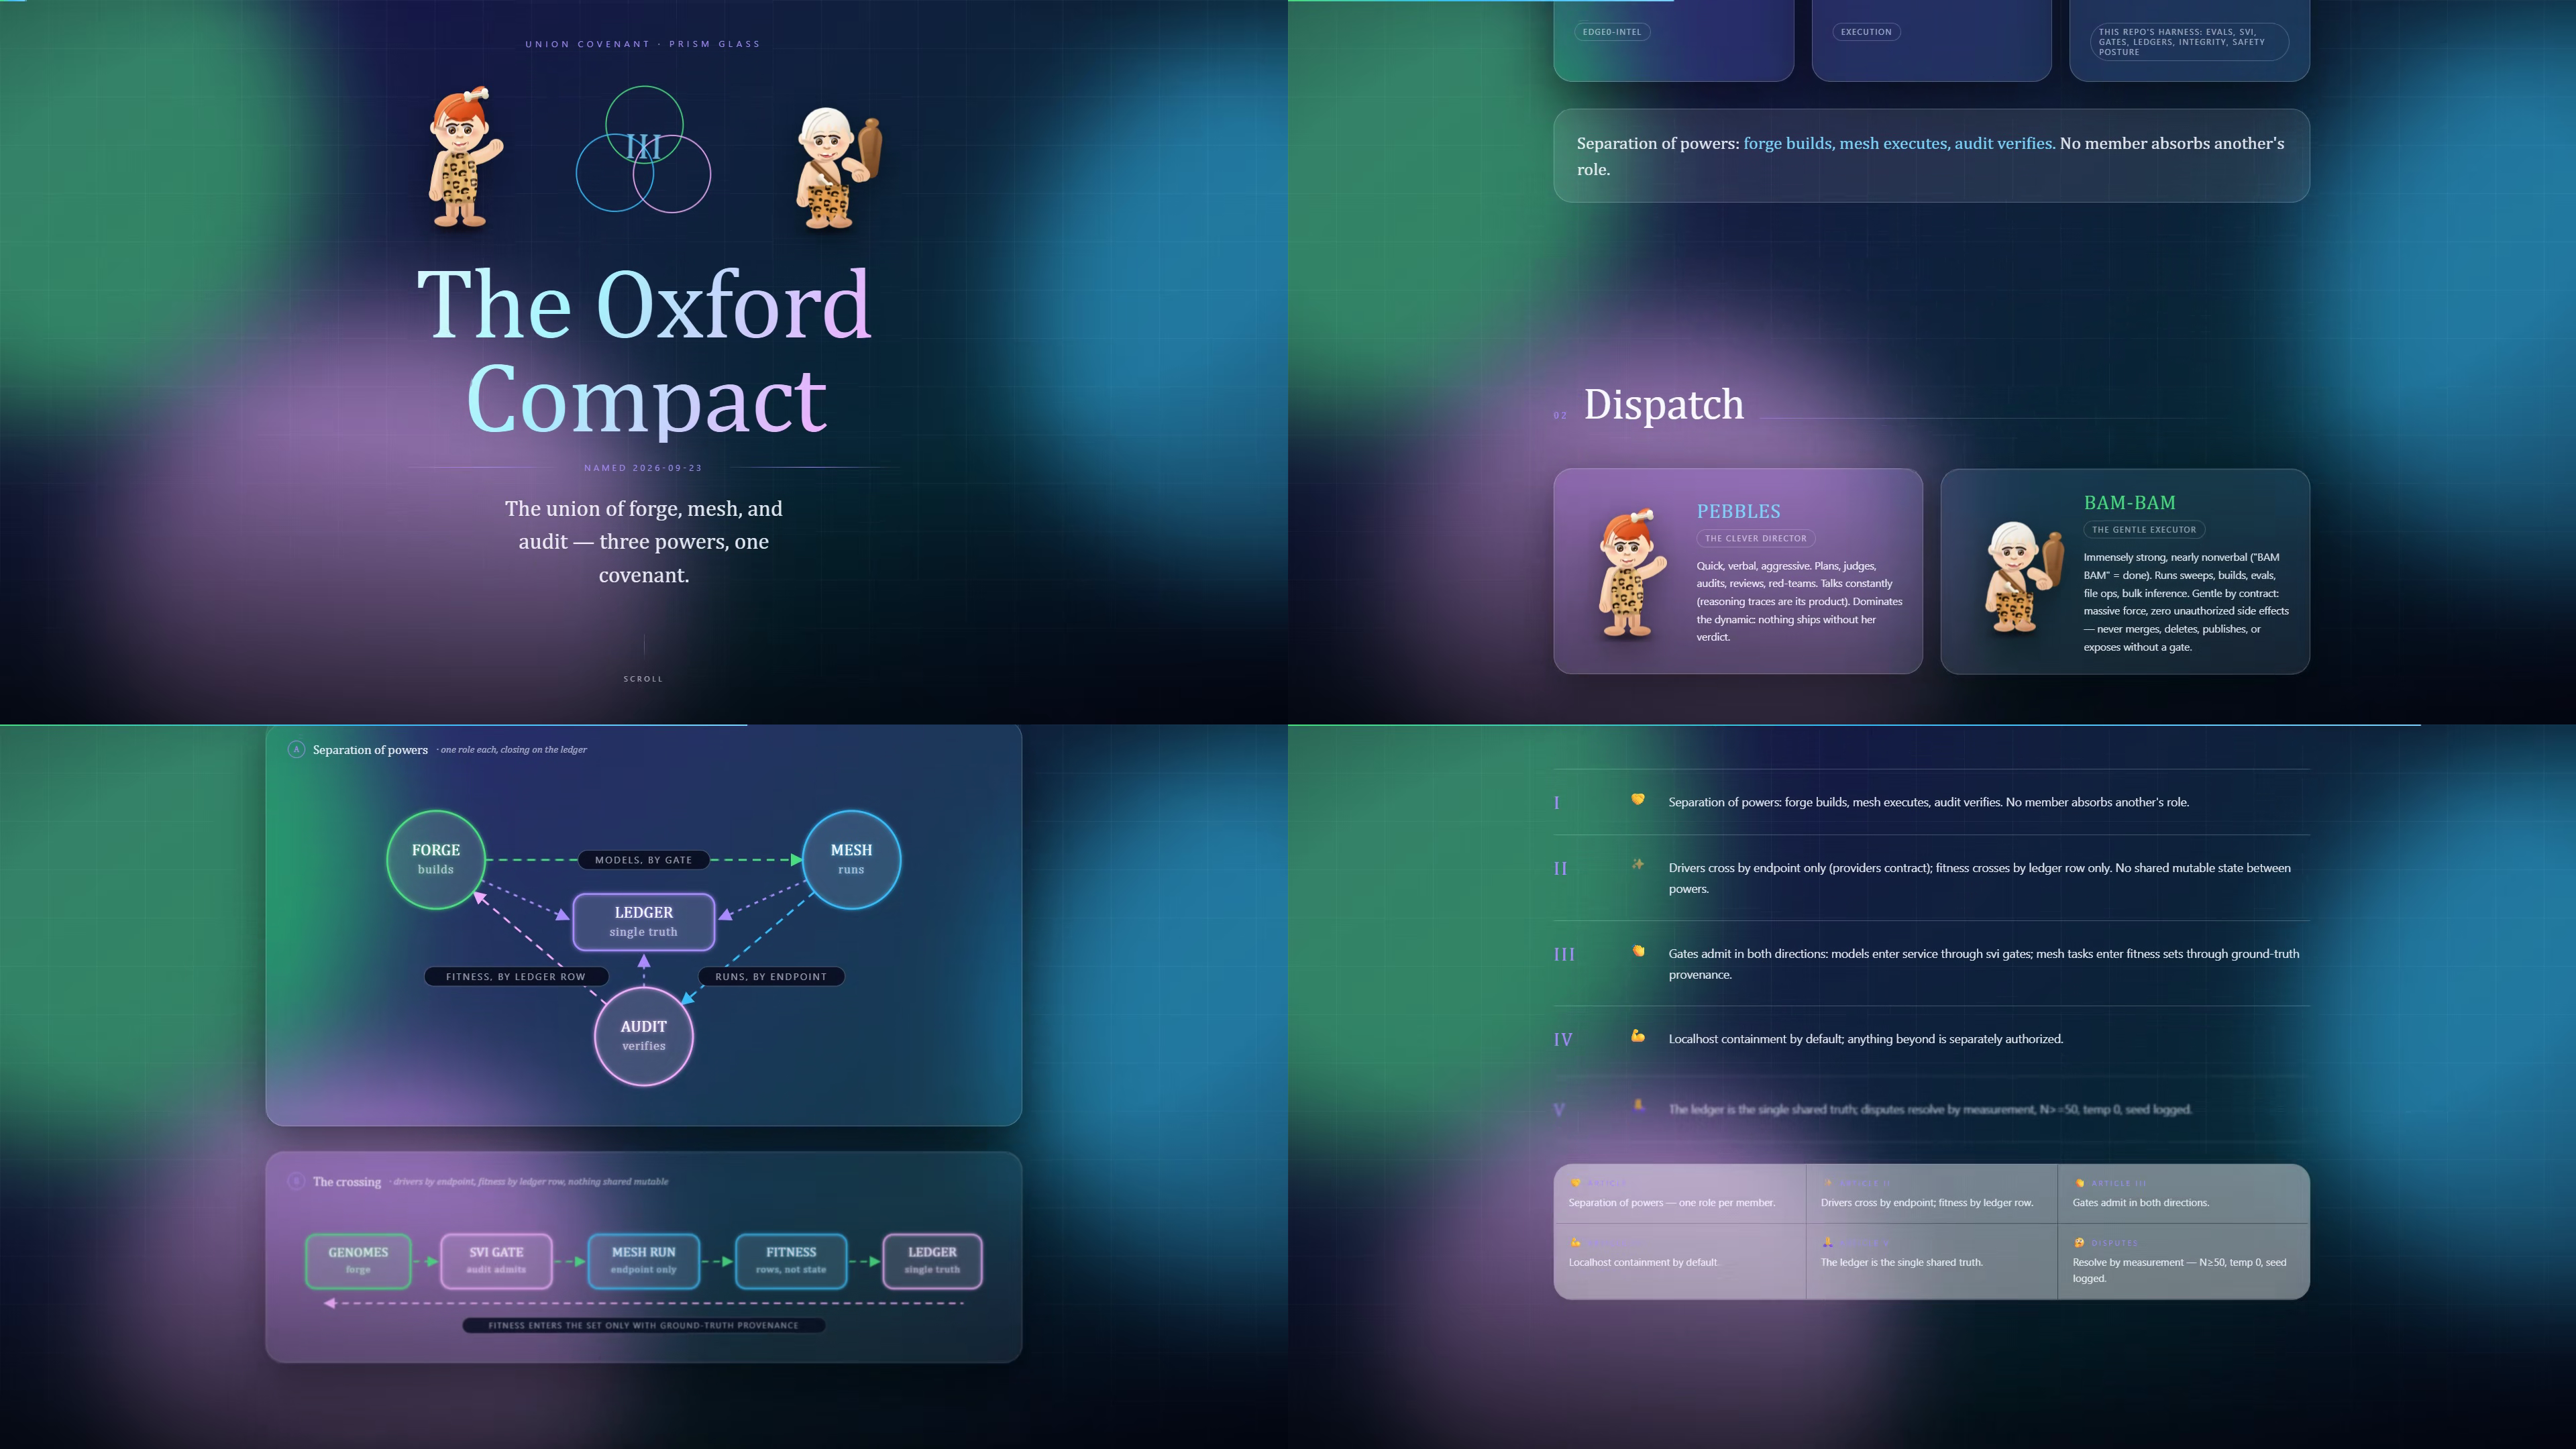 UNION COVENANT · PRISM GLASS
III
The Oxford
Compact
NAMED 2026-09-23
The union of forge, mesh, and
audit — three powers, one
covenant.
SCROLL
EDGE0-INTEL
EXECUTION
THIS REPO'S HARNESS: EVALS, SVI,
GATES, LEDGERS, INTEGRITY, SAFETY
POSTURE
Separation of powers: forge builds, mesh executes, audit verifies. No member absorbs another's
role.
02 Dispatch
PEBBLES
THE CLEVER DIRECTOR
Quick, verbal, aggressive. Plans, judges,
audits, reviews, red-teams. Talks constantly
(reasoning traces are its product). Dominates
the dynamic: nothing ships without her
verdict.
BAM-BAM
THE GENTLE EXECUTOR
Immensely strong, nearly nonverbal ("BAM
BAM" = done). Runs sweeps, builds, evals,
file ops, bulk inference. Gentle by contract:
massive force, zero unauthorized side effects
— never merges, deletes, publishes, or
exposes without a gate.
A Separation of powers · one role each, closing on the ledger
FORGE
builds
MODELS, BY GATE
MESH
runs
LEDGER
single truth
FITNESS, BY LEDGER ROW
RUNS, BY ENDPOINT
AUDIT
verifies
B The crossing · drivers by endpoint, fitness by ledger row, nothing shared mutable
GENOMES
forge
SVI GATE
audit admits
MESH RUN
endpoint only
FITNESS
rows, not state
LEDGER
single truth
FITNESS ENTERS THE SET ONLY WITH GROUND-TRUTH PROVENANCE
I Separation of powers: forge builds, mesh executes, audit verifies. No member absorbs another's role.
II Drivers cross by endpoint only (providers contract); fitness crosses by ledger row only. No shared mutable state between
powers.
III Gates admit in both directions: models enter service through svi gates; mesh tasks enter fitness sets through ground-truth
provenance.
IV Localhost containment by default; anything beyond is separately authorized.
V The ledger is the single shared truth; disputes resolve by measurement, N>=50, temp 0, seed logged.
Separation of powers — one role per member.
ARTICLE II
Drivers cross by endpoint; fitness by ledger row.
ARTICLE III
Gates admit in both directions.
Localhost containment by default.
The ledger is the single shared truth.
DISPUTES
Resolve by measurement — N≥50, temp 0, seed
logged.